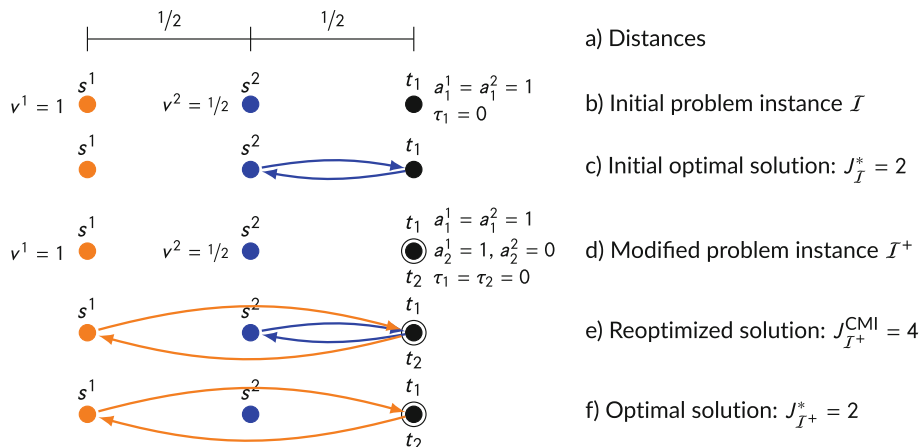 1/2 1/2
a) Distances
s¹ s² t₁ a₁¹ = a₁² = 1
v¹ = 1 v² = 1/2 τ₁ = 0 b) Initial problem instance 𝓘
s¹ s² t₁
c) Initial optimal solution: J*_𝓘 = 2
s¹ s² t₁ a₁¹ = a₁² = 1
v¹ = 1 v² = 1/2 a₂¹ = 1, a₂² = 0 d) Modified problem instance 𝓘⁺
t₂ τ₁ = τ₂ = 0
s¹ s² t₁
e) Reoptimized solution: J^CMI_𝓘⁺ = 4
t₂
s¹ s² t₁
f) Optimal solution: J*_𝓘⁺ = 2
t₂